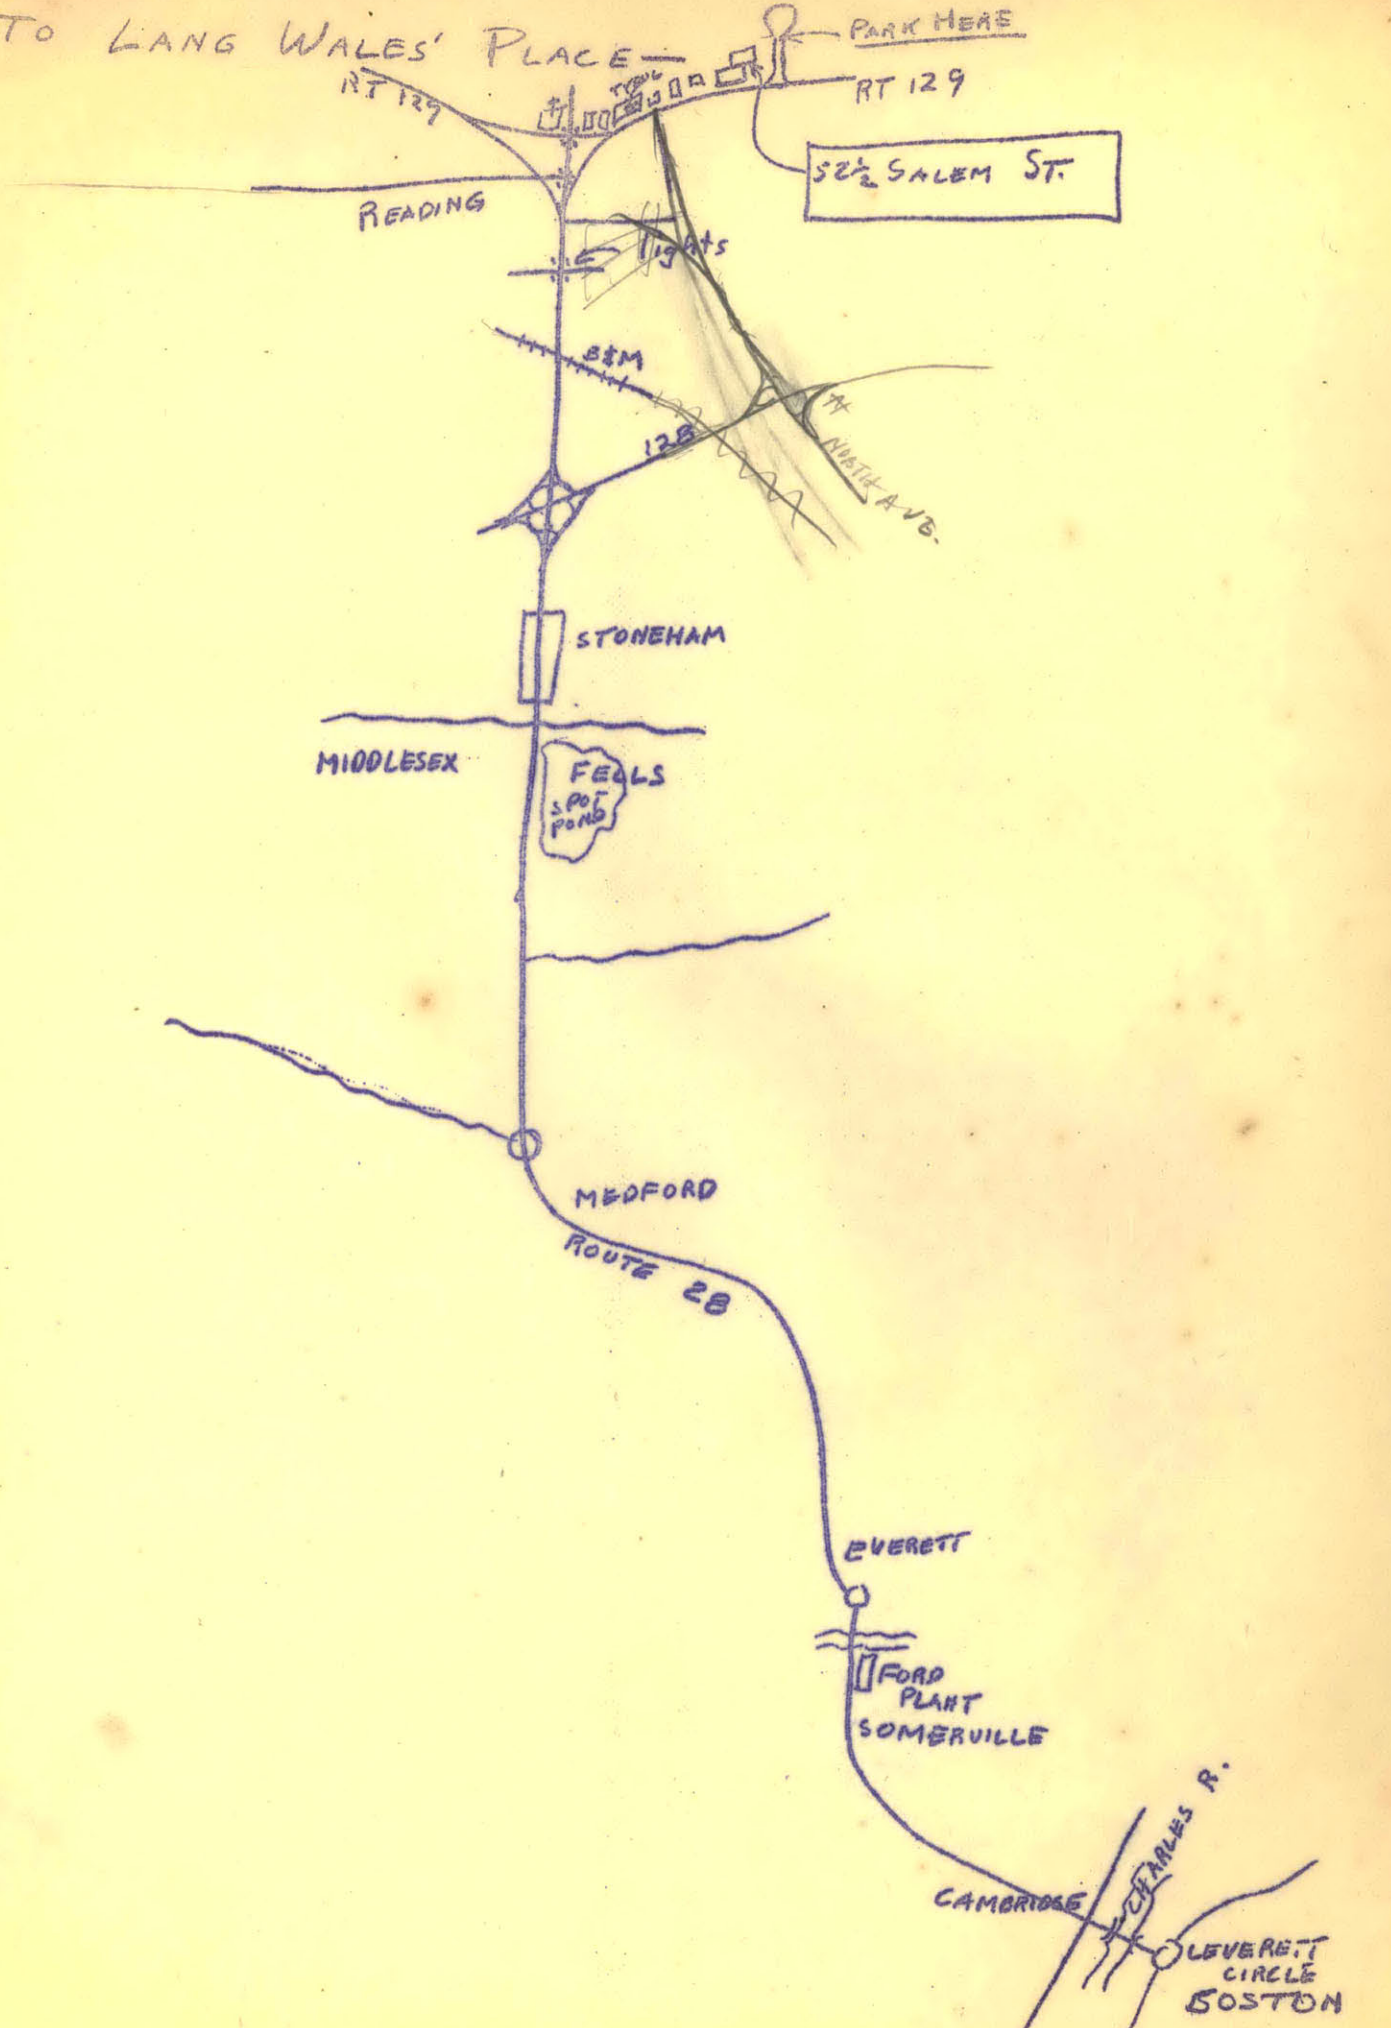 TO LANG WALES' PLACE —
PARK HERE
RT 129
RT 129
52½ SALEM ST.
READING
lights
B&M
128
NORTH AVE.
STONEHAM
MIDDLESEX FELLS
SPOT
POND
MEDFORD
ROUTE 28
EVERETT
FORD
PLANT
SOMERVILLE
CHARLES R.
CAMBRIDGE
LEVERETT
CIRCLE
BOSTON